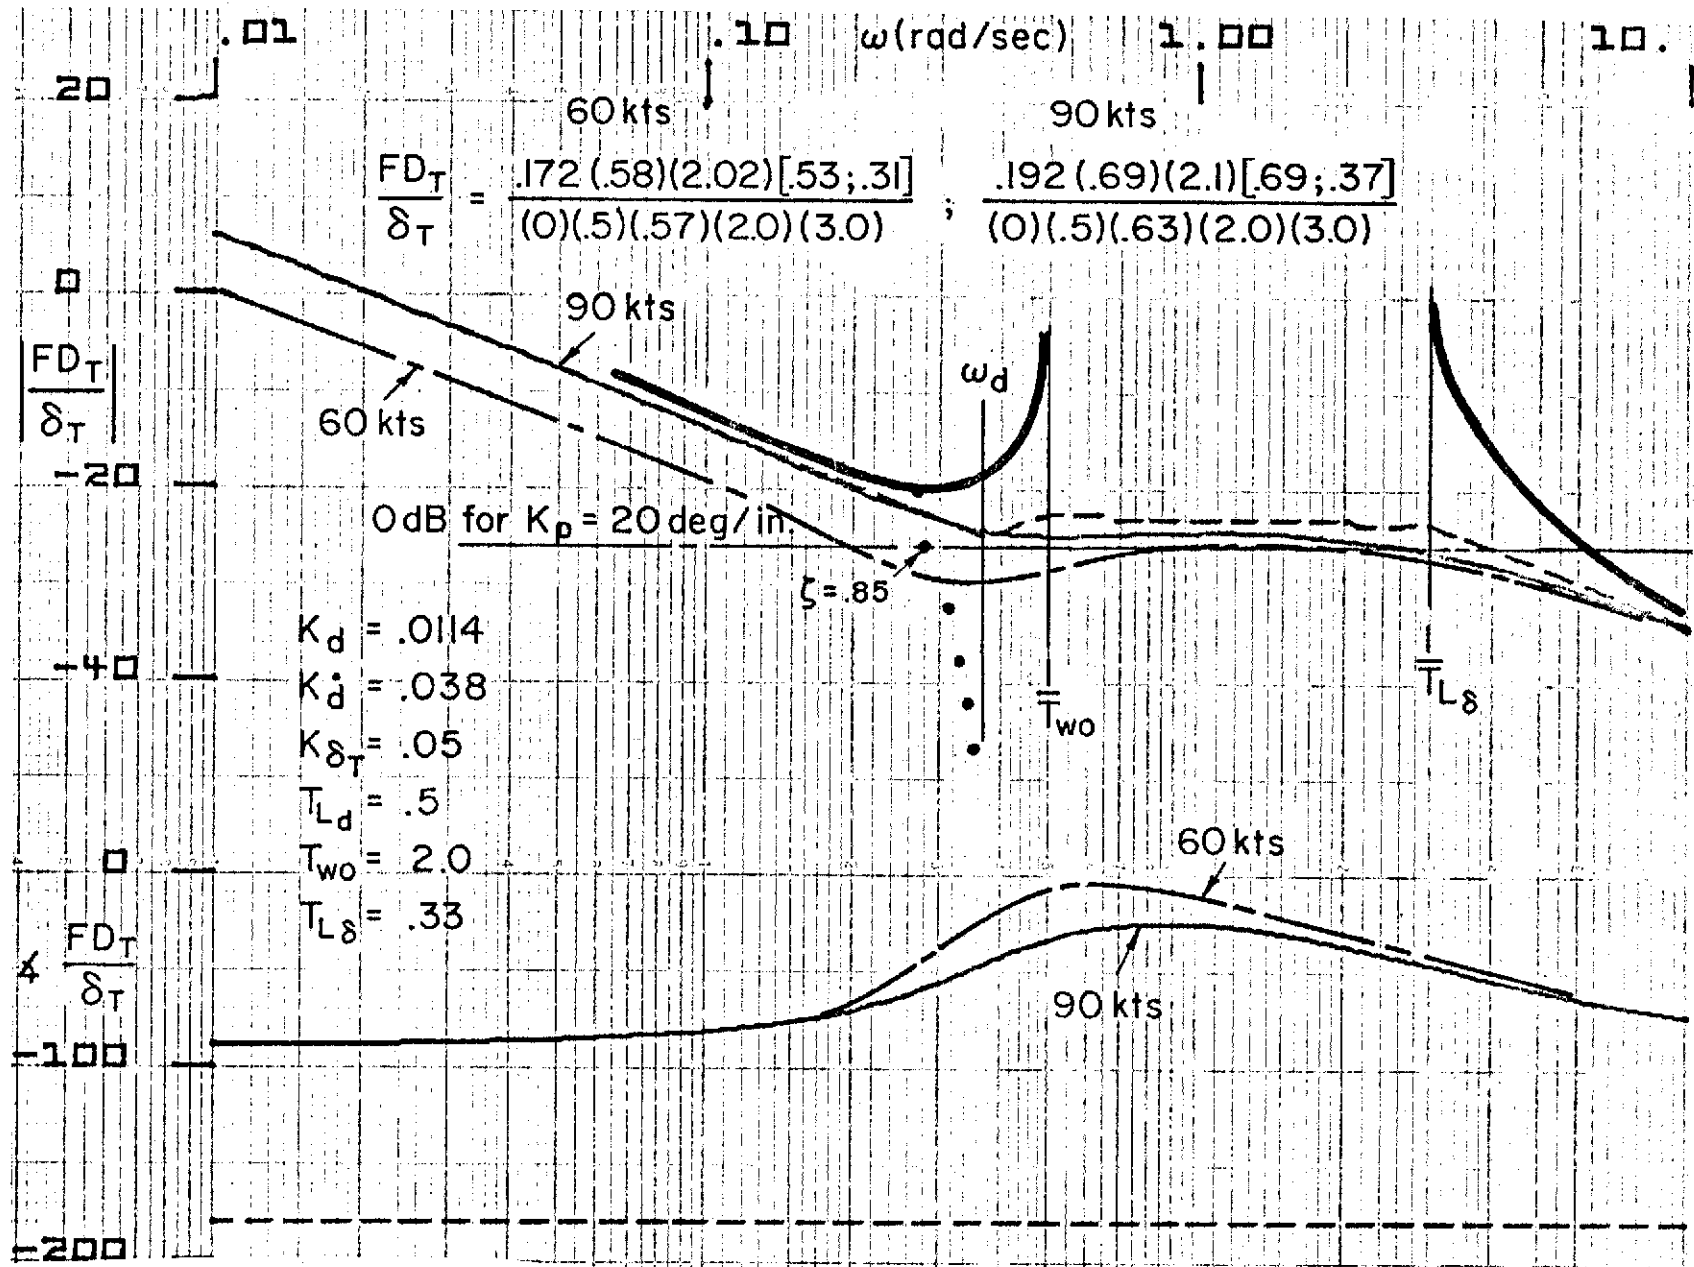 .01 .10 ω(rad/sec) 1.00 10.
20
60 kts 90 kts
FD_T/δ_T = .172 (.58)(2.02)[.53;.31] / (0)(.5)(.57)(2.0)(3.0) ; .192 (.69)(2.1)[.69;.37] / (0)(.5)(.63)(2.0)(3.0)
0
90 kts
|FD_T/δ_T|
60 kts
ω_d
-20
0 dB for K_p = 20 deg/in.
ζ = .85
K_d = .0114
-40
K_ḋ = .038
T_Lδ
T_wo
K_δ_T = .05
T_L_d = .5
0
T_wo = 2.0
60 kts
T_Lδ = .33
∡ FD_T/δ_T
90 kts
-100
-200